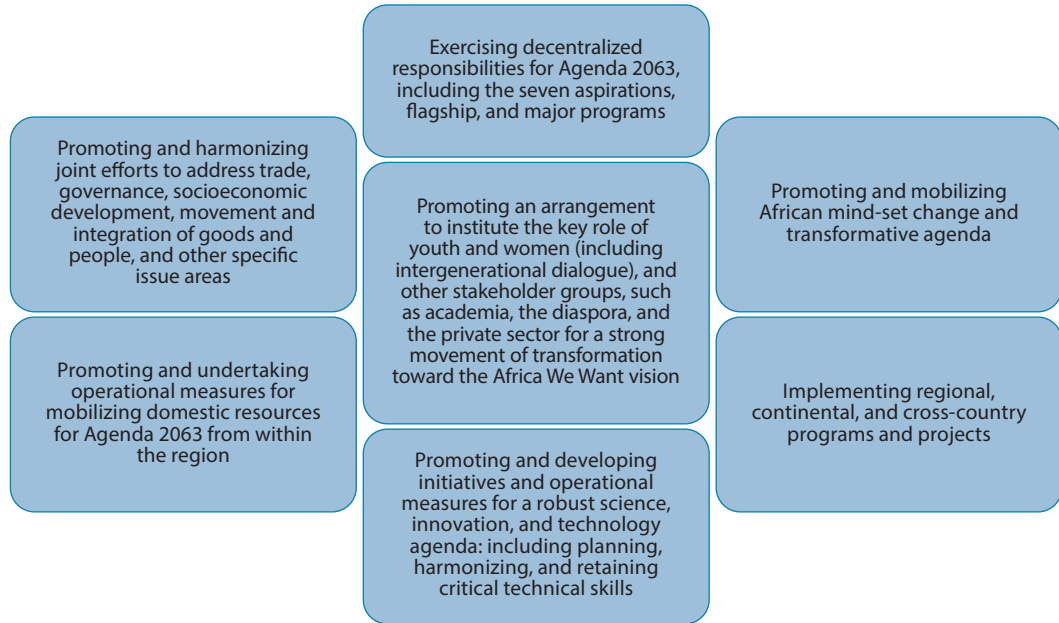 Exercising decentralized
responsibilities for Agenda 2063,
including the seven aspirations,
flagship, and major programs
Promoting and harmonizing
joint efforts to address trade,
governance, socioeconomic
development, movement and
integration of goods and
people, and other specific
issue areas
Promoting an arrangement
to institute the key role of
youth and women (including
intergenerational dialogue), and
other stakeholder groups, such
as academia, the diaspora, and
the private sector for a strong
movement of transformation
toward the Africa We Want vision
Promoting and mobilizing
African mind-set change and
transformative agenda
Promoting and undertaking
operational measures for
mobilizing domestic resources
for Agenda 2063 from within
the region
Implementing regional,
continental, and cross-country
programs and projects
Promoting and developing
initiatives and operational
measures for a robust science,
innovation, and technology
agenda: including planning,
harmonizing, and retaining
critical technical skills